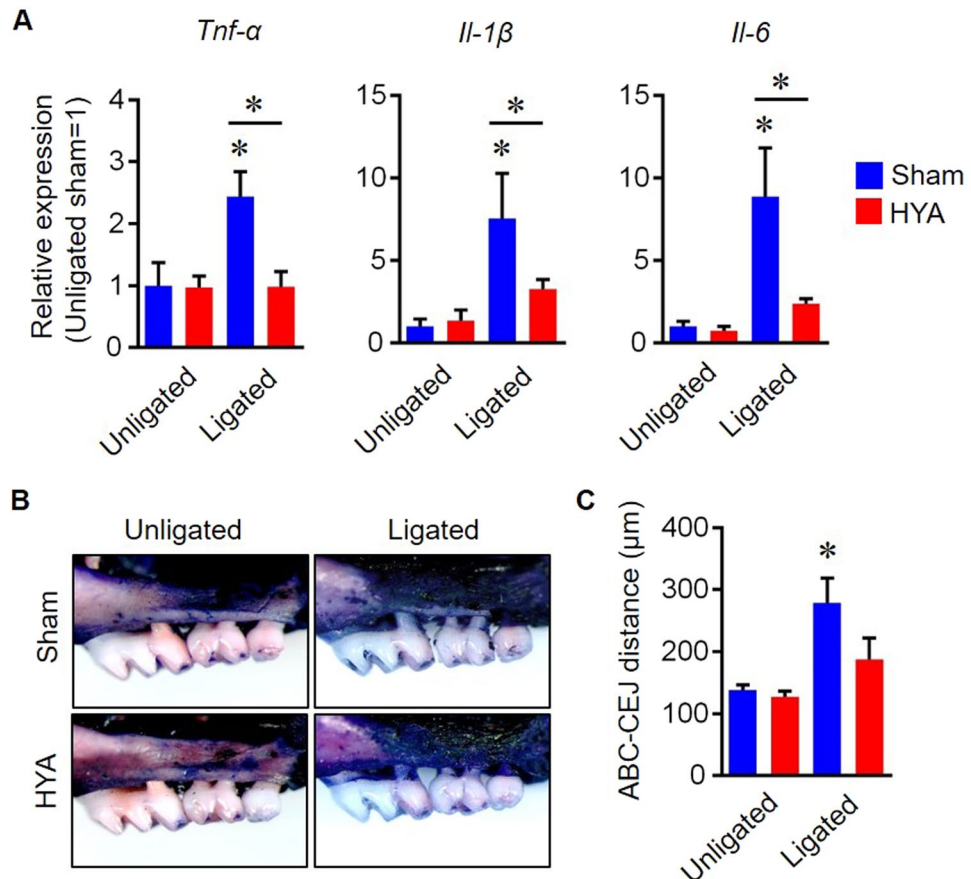 A
Tnf-α
Il-1β
Il-6
Relative expression
(Unligated sham=1)
4
3
2
1
0
*
*
Unligated
Ligated
15
10
5
0
*
*
Unligated
Ligated
15
10
5
0
*
*
Unligated
Ligated
Sham
HYA
B
Unligated
Ligated
Sham
HYA
C
ABC-CEJ distance (μm)
400
300
200
100
0
*
Unligated
Ligated